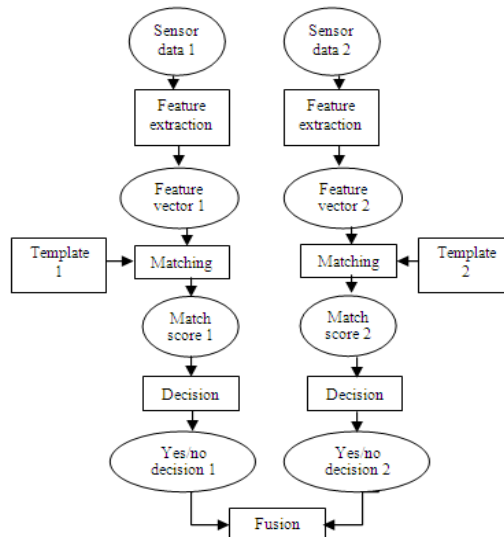 Sensor
data 1
Sensor
data 2
Feature
extraction
Feature
extraction
Feature
vector 1
Feature
vector 2
Template
1
Matching
Matching
Template
2
Match
score 1
Match
score 2
Decision
Decision
Yes/no
decision 1
Yes/no
decision 2
Fusion